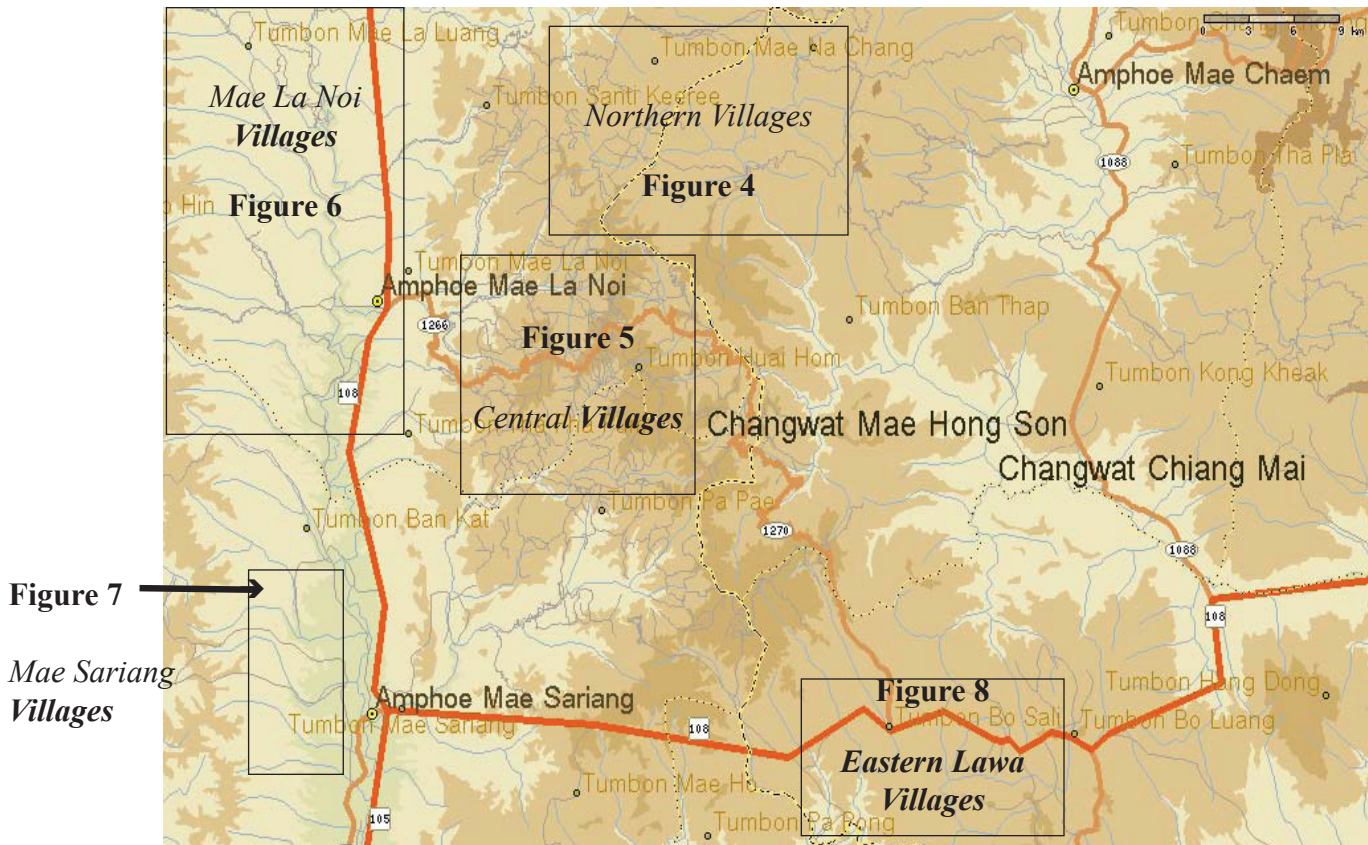 Tumbon Mae La Luang
Tumbon Mae Na Chang
0 3 6 9 km
Amphoe Mae Chaem
Mae La Noi
Villages
Tumbon Santi Keeree
Northern Villages
1088
Tumbon Tha Pla
Figure 6
Figure 4
Hin
Tumbon Mae La Noi
Amphoe Mae La Noi
1266
Figure 5
Tumbon Ban Thap
Tumbon Huai Hom
108
Tumbon Kong Kheak
Central Villages
Changwat Mae Hong Son
Changwat Chiang Mai
Tumbon Pa Pae
Tumbon Ban Kat
1270
1088
Figure 7
108
Mae Sariang
Villages
Amphoe Mae Sariang
Tumbon Mae Sariang
108
Figure 8
Tumbon Hang Dong
Tumbon Bo Sali
Tumbon Bo Luang
Eastern Lawa
Villages
Tumbon Mae Ho
105
Tumbon Pa Pong